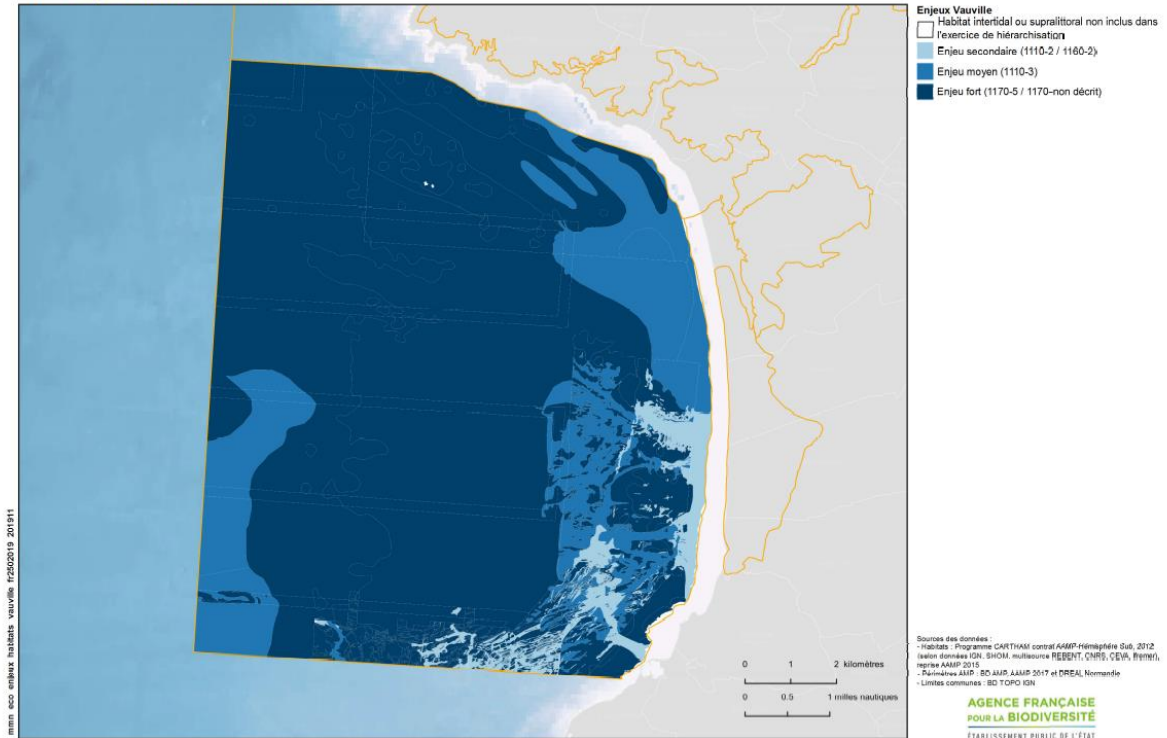 Enjeux Vauville
Habitat intertidal ou supralittoral non inclus dans
l'exercice de hiérarchisation
Enjeu secondaire (1110-2 / 1160-2)
Enjeu moyen (1110-3)
Enjeu fort (1170-5 / 1170-non décrit)
mmn eco enjeux habitats vauville fr2502019 201911
0 1 2 kilomètres
0 0.5 1 milles nautiques
Sources des données :
- Habitats : Programme CARTHAM contrat AAMP-Hémisphère Sub, 2012
(selon données IGN, SHOM, multisource REBENT, CNRS, CEVA, Ifremer),
reprise AAMP 2015
- Périmètres AMP : BD AMP, AAMP 2017 et DREAL Normandie
- Limites communes : BD TOPO IGN
AGENCE FRANÇAISE
POUR LA BIODIVERSITÉ
ÉTABLISSEMENT PUBLIC DE L'ÉTAT